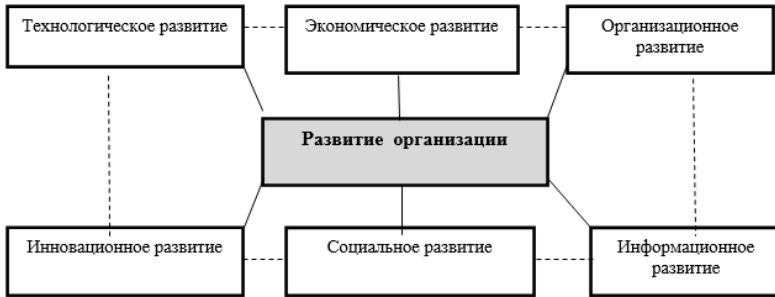 Технологическое развитие
Экономическое развитие
Организационное
развитие
Развитие организации
Инновационное развитие
Социальное развитие
Информационное
развитие